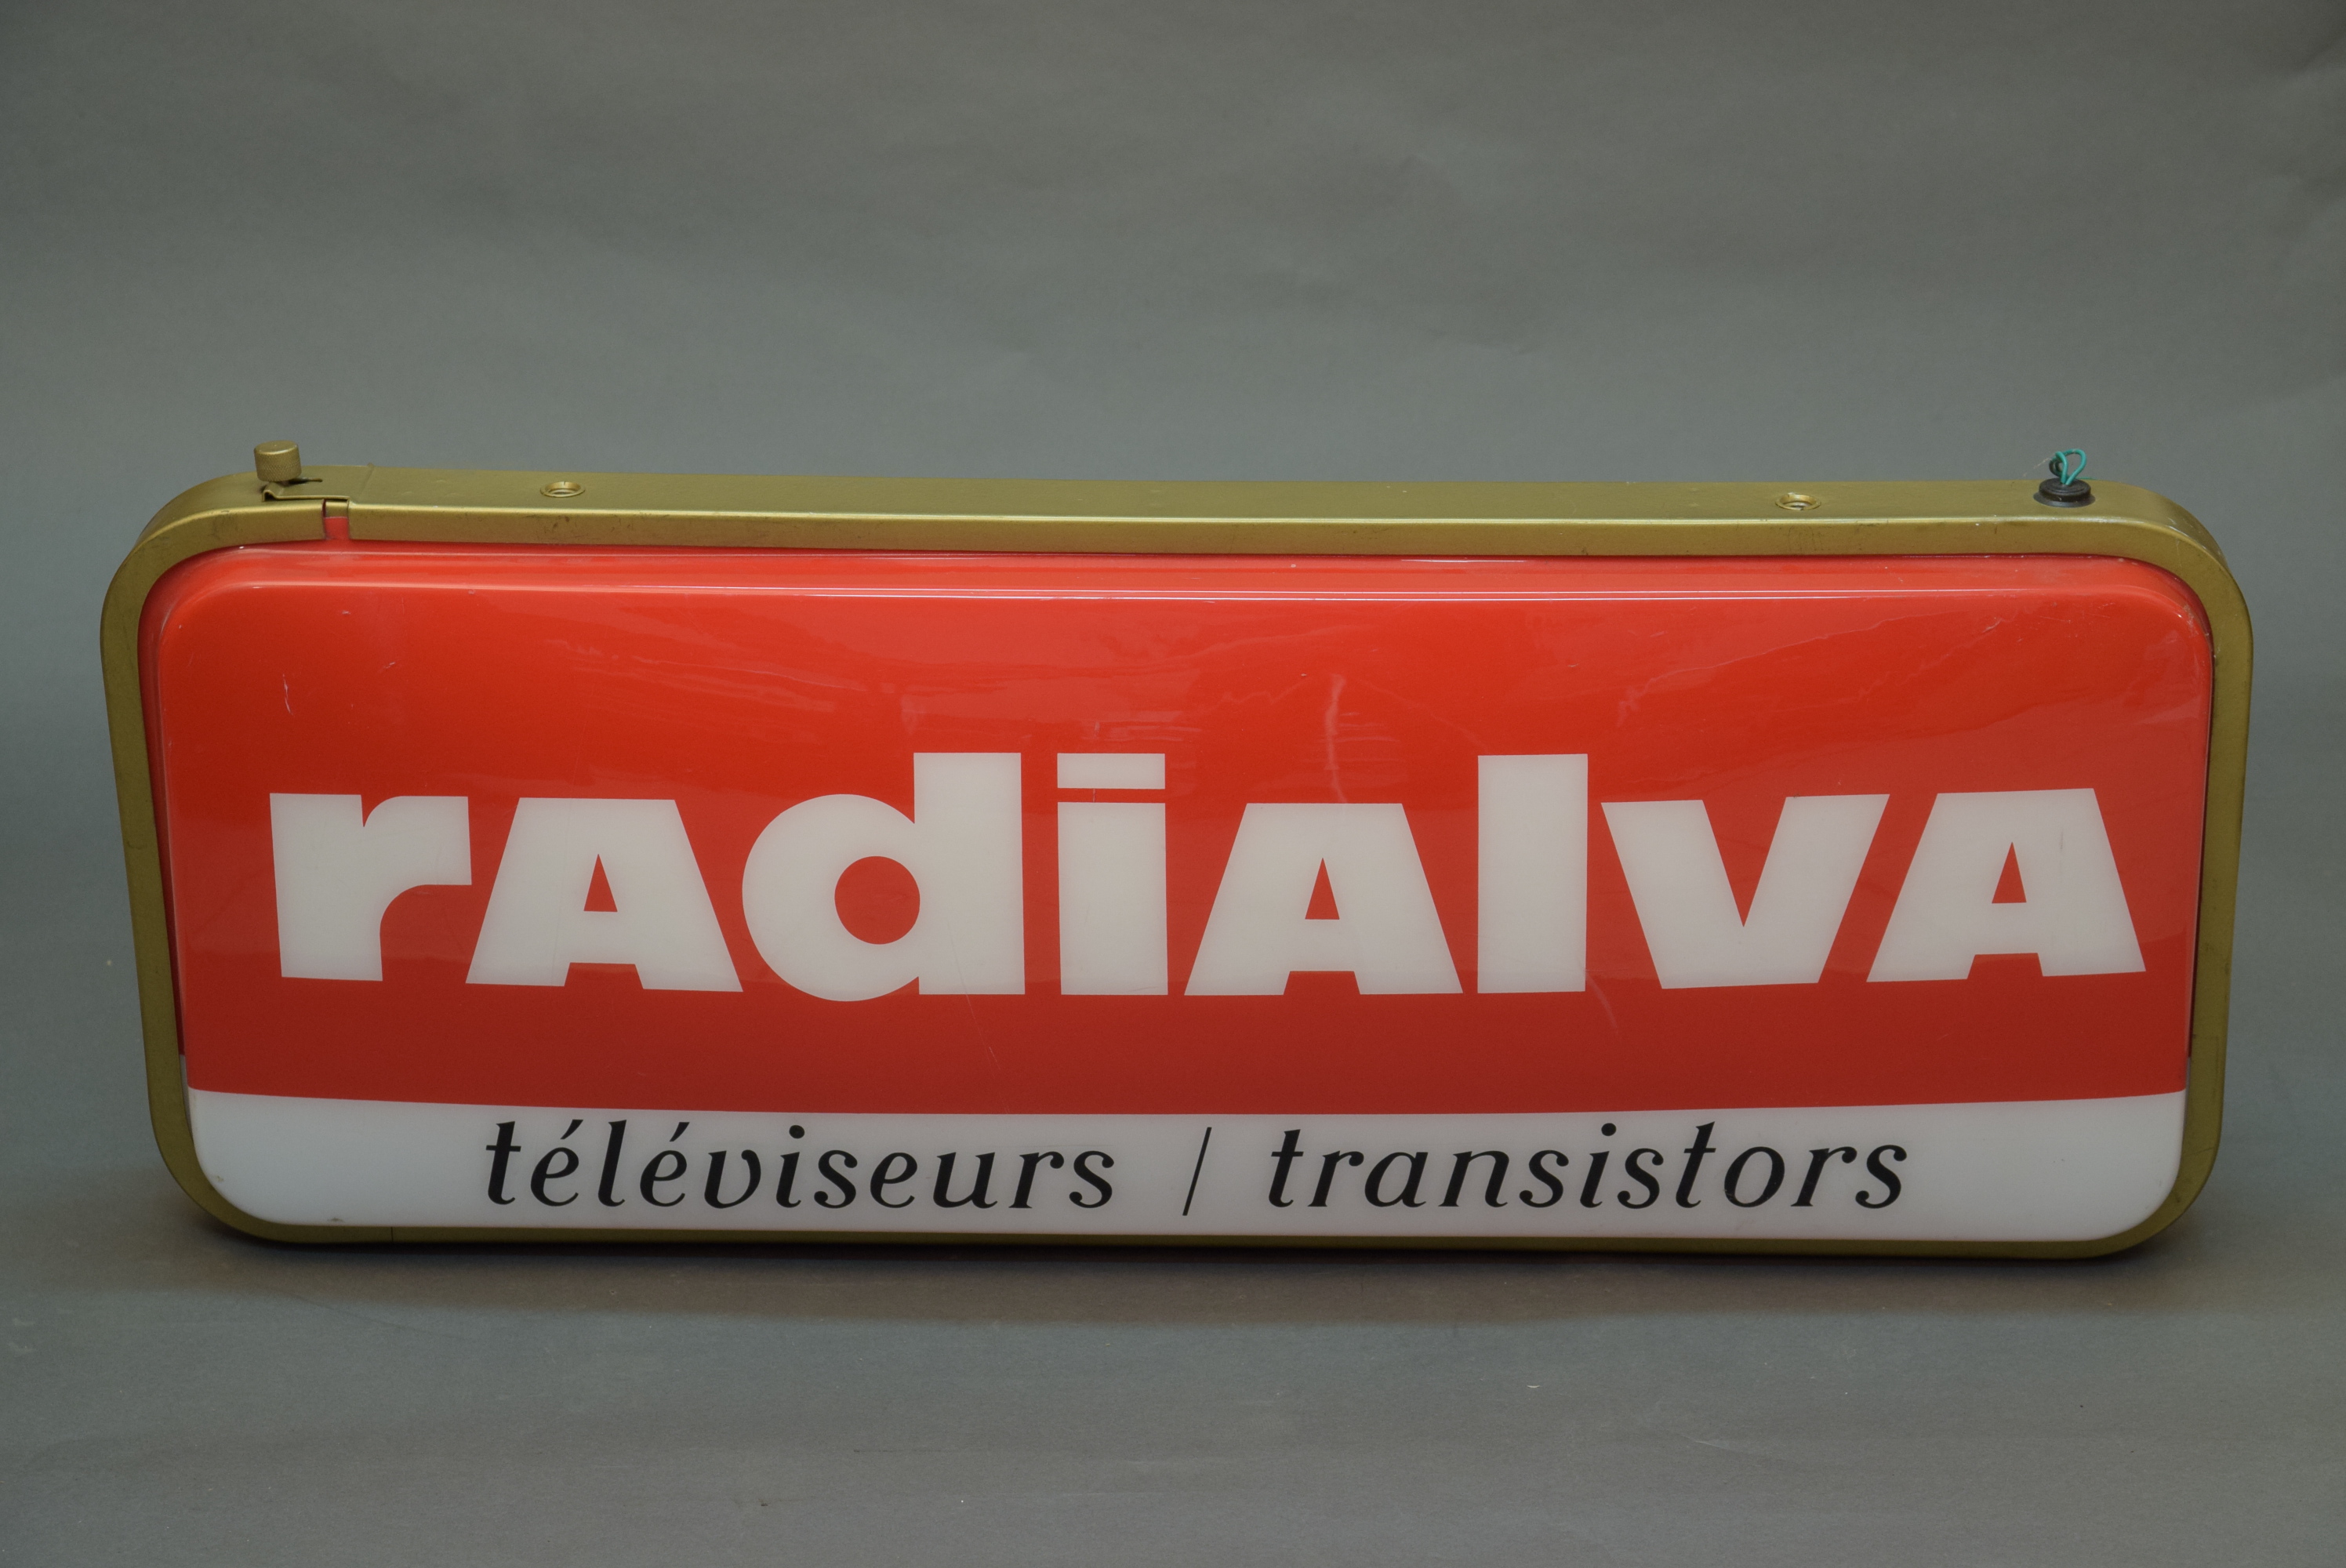 radialva
téléviseurs / transistors